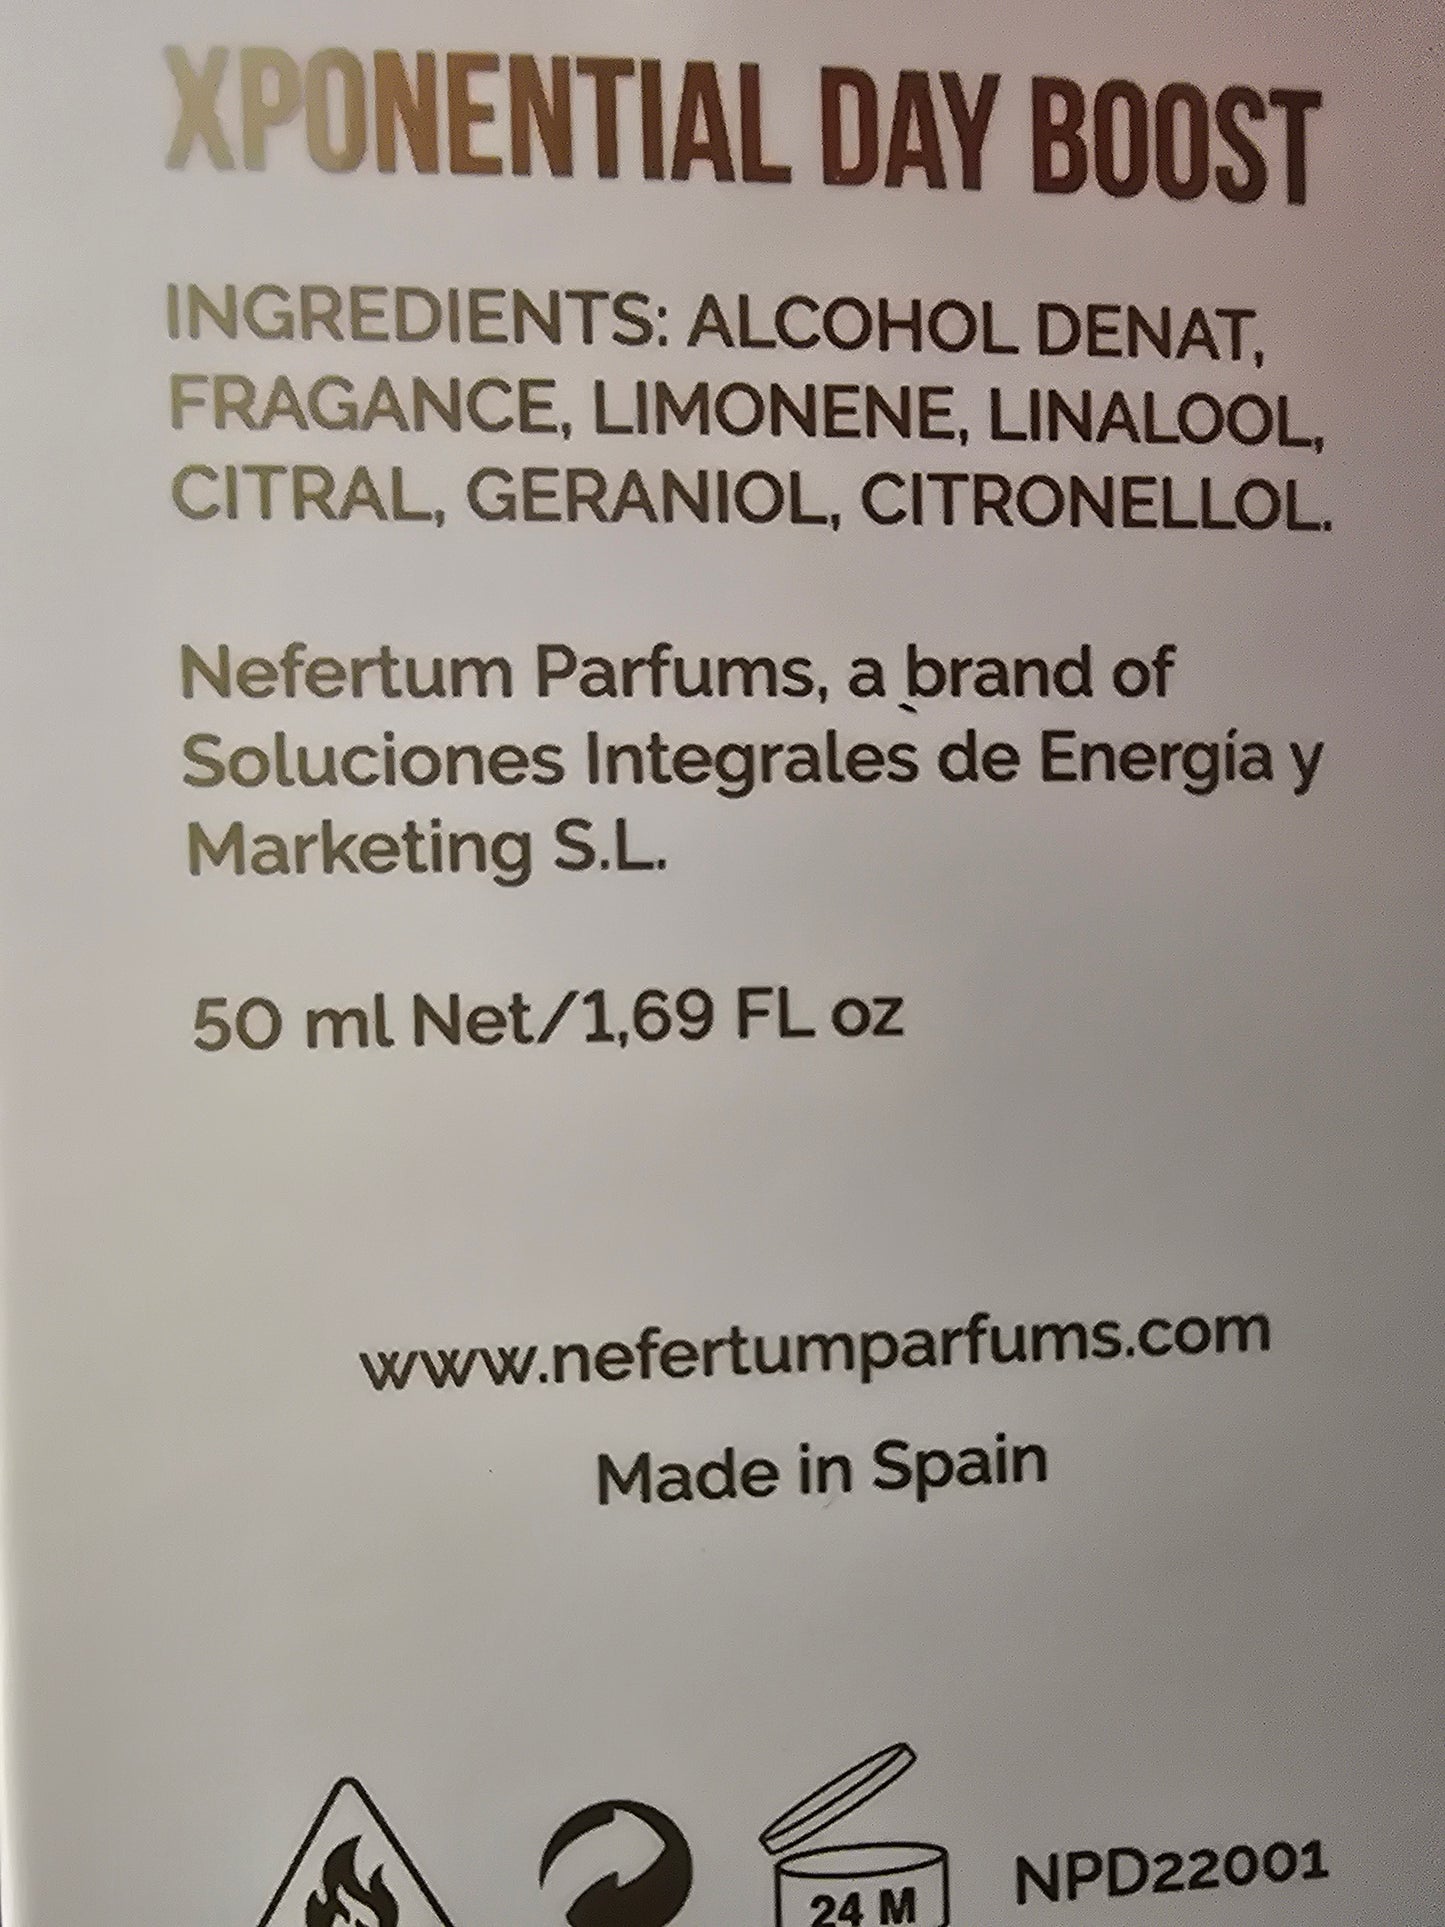 XPONENTIAL DAY BOOST
INGREDIENTS: ALCOHOL DENAT,
FRAGANCE, LIMONENE, LINALOOL,
CITRAL, GERANIOL, CITRONELLOL.
Nefertum Parfums, a brand of
Soluciones Integrales de Energía y
Marketing S.L.
50 ml Net/1,69 FL oz
www.nefertumparfums.com
Made in Spain
24 M
NPD22001